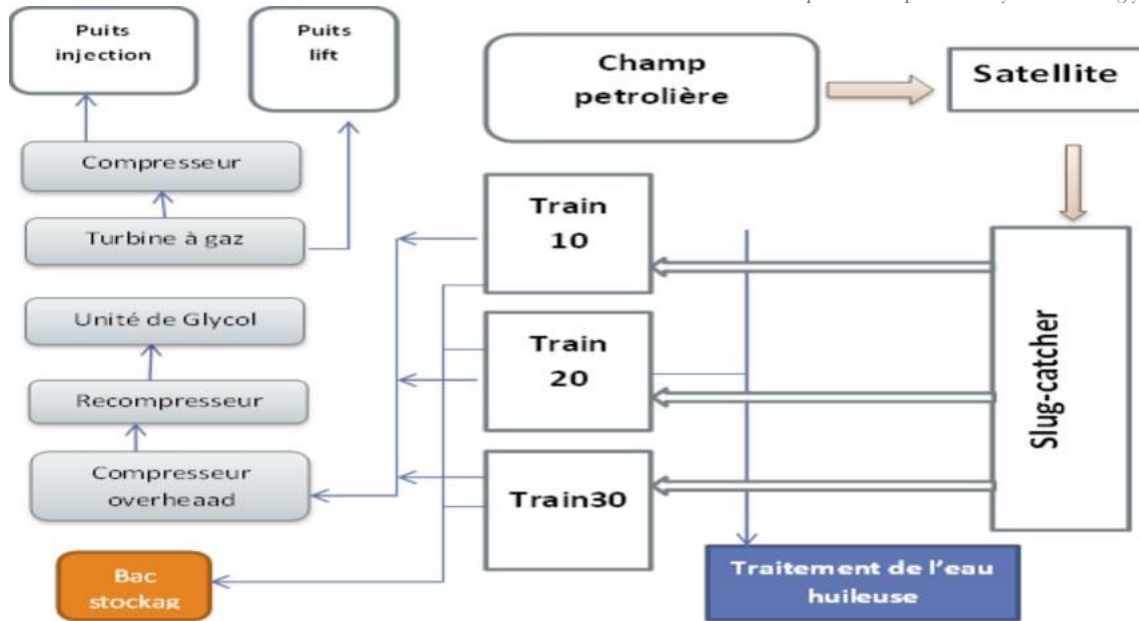 Puits
injection
Puits
lift
Champ
petrolière
Satellite
Compresseur
Turbine à gaz
Train
10
Unité de Glycol
Train
20
Slug-catcher
Recompresseur
Compresseur
overheaad
Train30
Bac
stockag
Traitement de l'eau
huileuse